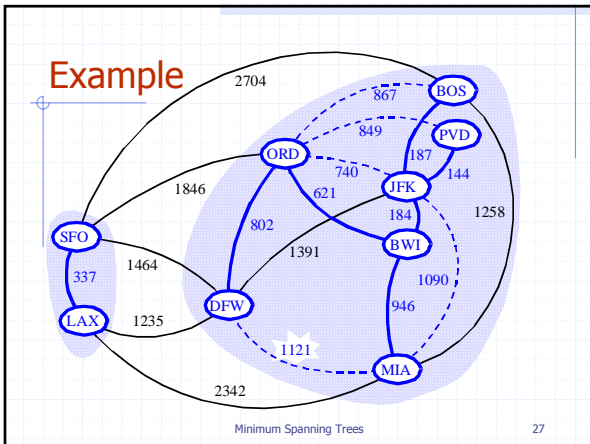 Example
2704
867
BOS
849
PVD
ORD
187
740
144
JFK
1846
621
184
1258
802
SFO
BWI
1464
1391
337
1090
DFW
946
LAX
1235
1121
MIA
2342
Minimum Spanning Trees
27